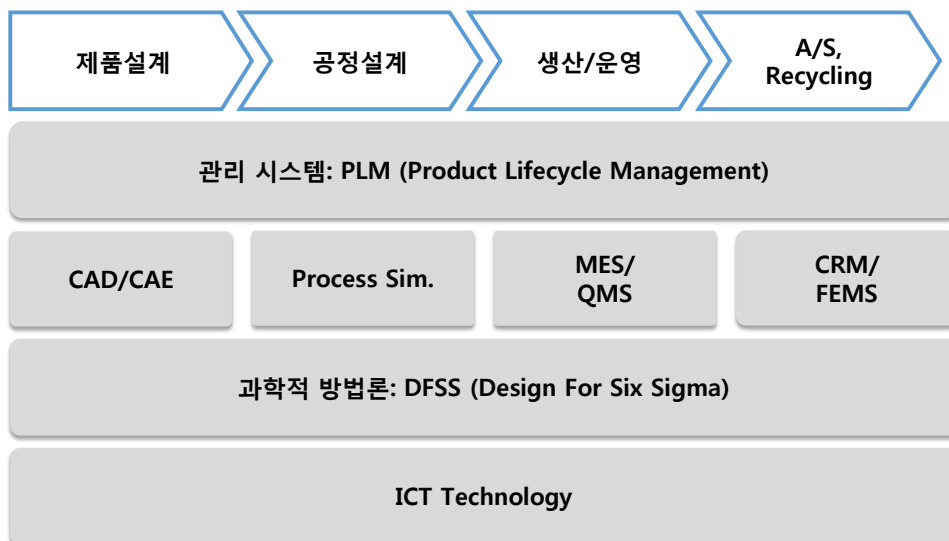 제품설계
공정설계
생산/운영
A/S,
Recycling
관리 시스템: PLM (Product Lifecycle Management)
CAD/CAE
Process Sim.
MES/
QMS
CRM/
FEMS
과학적 방법론: DFSS (Design For Six Sigma)
ICT Technology